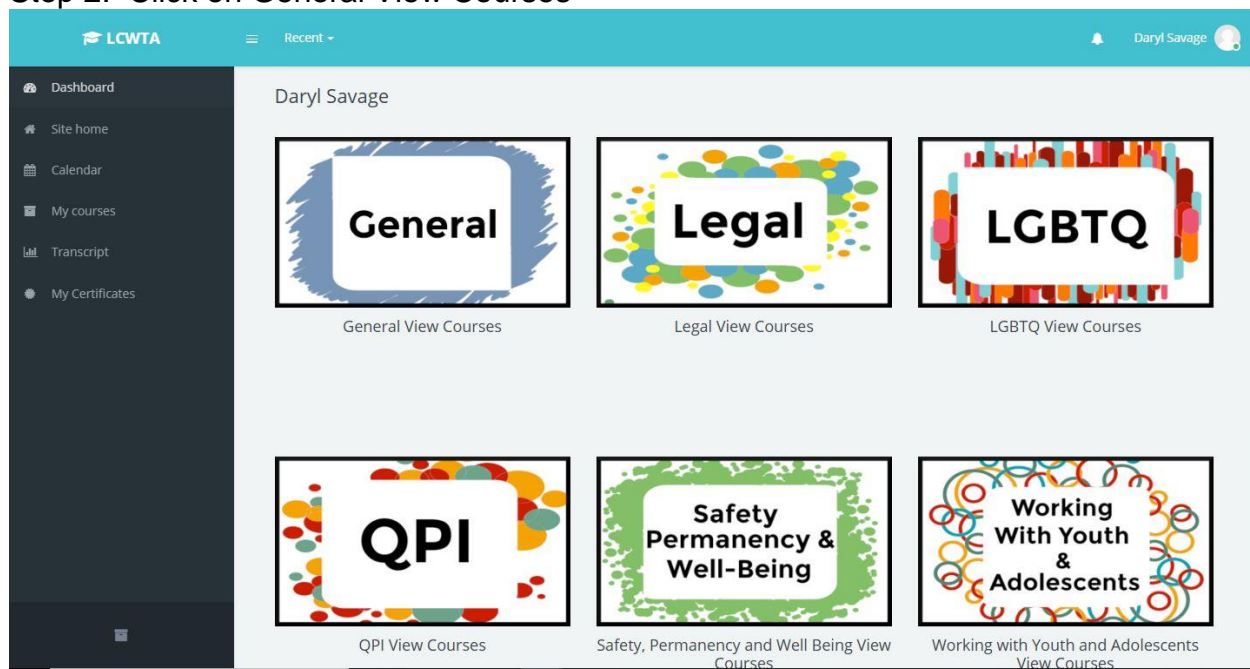 Step 2: Click on General View Courses
LCWTA
Recent
Daryl Savage
Dashboard
Site home
Calendar
My courses
Transcript
My Certificates
Daryl Savage
General
General View Courses
Legal
Legal View Courses
LGBTQ
LGBTQ View Courses
QPI
QPI View Courses
Safety
Permanency &
Well-Being
Safety, Permanency and Well Being View
Courses
Working
With Youth
&
Adolescents
Working with Youth and Adolescents
View Courses